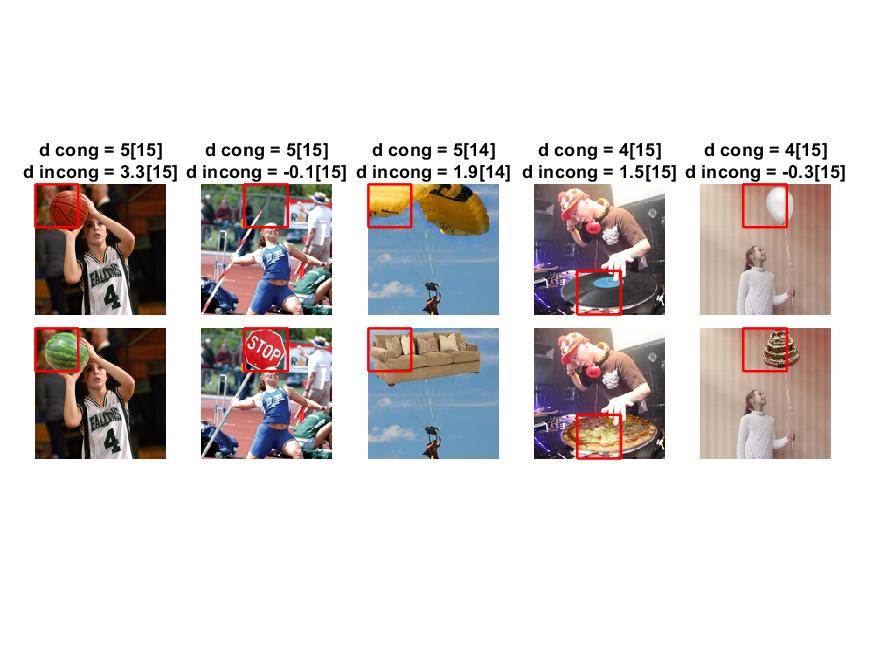 d cong = 5[15]
d incong = 3.3[15]
d cong = 5[15]
d incong = -0.1[15]
d cong = 5[14]
d incong = 1.9[14]
d cong = 4[15]
d incong = 1.5[15]
d cong = 4[15]
d incong = -0.3[15]
FALCONS
4
STOP
FALCONS
4